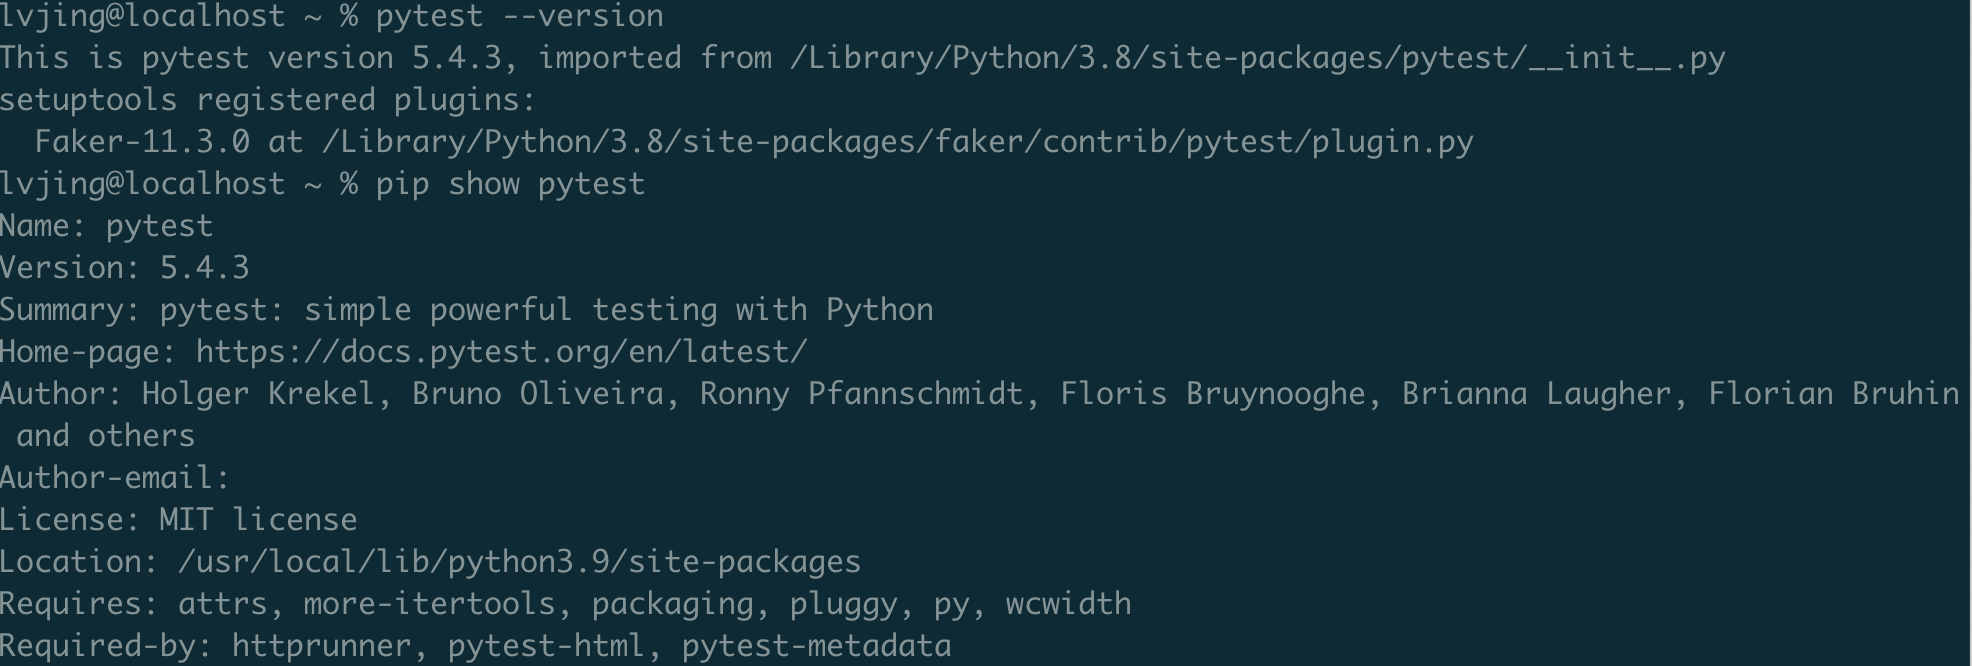 lvjing@localhost ~ % pytest --version
This is pytest version 5.4.3, imported from /Library/Python/3.8/site-packages/pytest/__init__.py
setuptools registered plugins:
  Faker-11.3.0 at /Library/Python/3.8/site-packages/faker/contrib/pytest/plugin.py
lvjing@localhost ~ % pip show pytest
Name: pytest
Version: 5.4.3
Summary: pytest: simple powerful testing with Python
Home-page: https://docs.pytest.org/en/latest/
Author: Holger Krekel, Bruno Oliveira, Ronny Pfannschmidt, Floris Bruynooghe, Brianna Laugher, Florian Bruhin
 and others
Author-email:
License: MIT license
Location: /usr/local/lib/python3.9/site-packages
Requires: attrs, more-itertools, packaging, pluggy, py, wcwidth
Required-by: httprunner, pytest-html, pytest-metadata